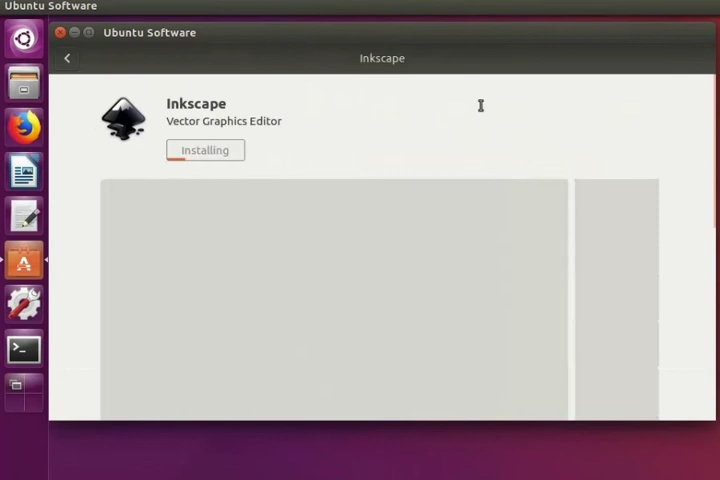 Ubuntu Software
Ubuntu Software
Inkscape
Inkscape
Vector Graphics Editor
Installing